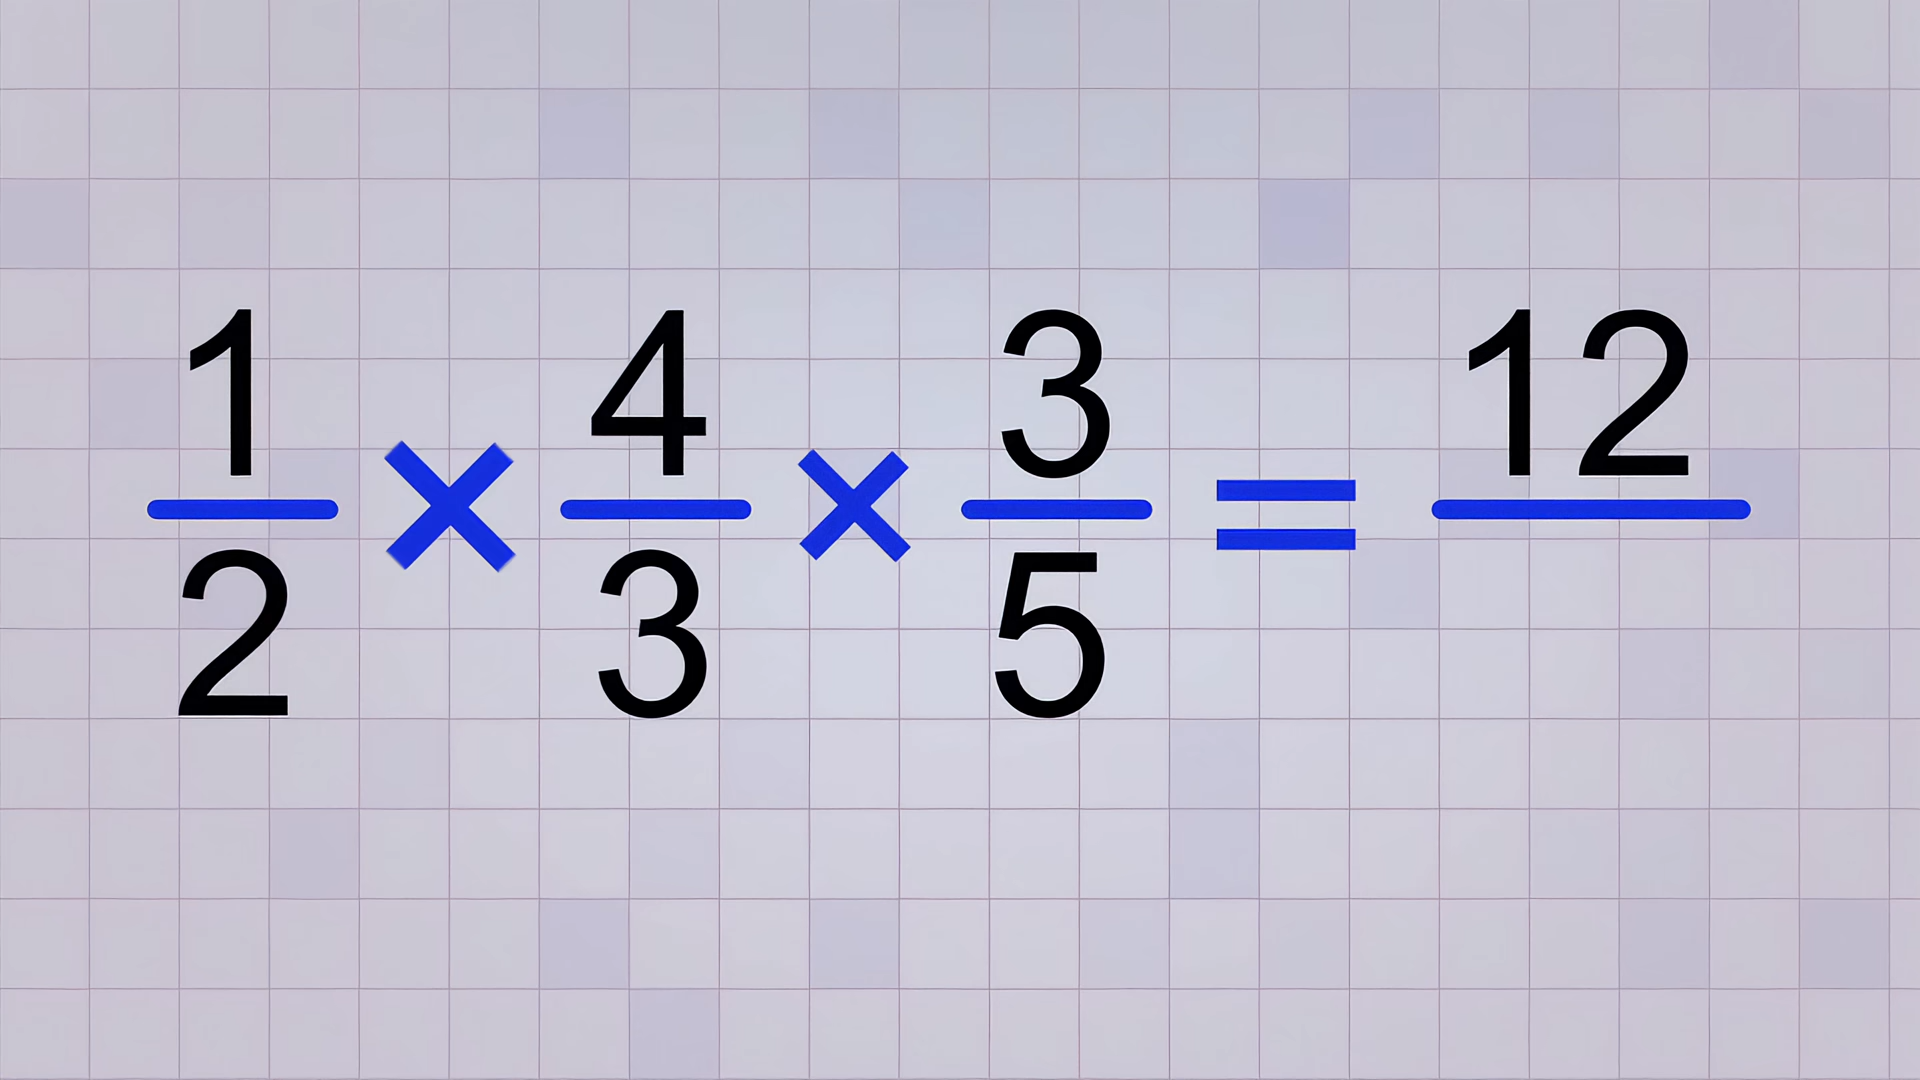 1/2 × 4/3 × 3/5 = 12/